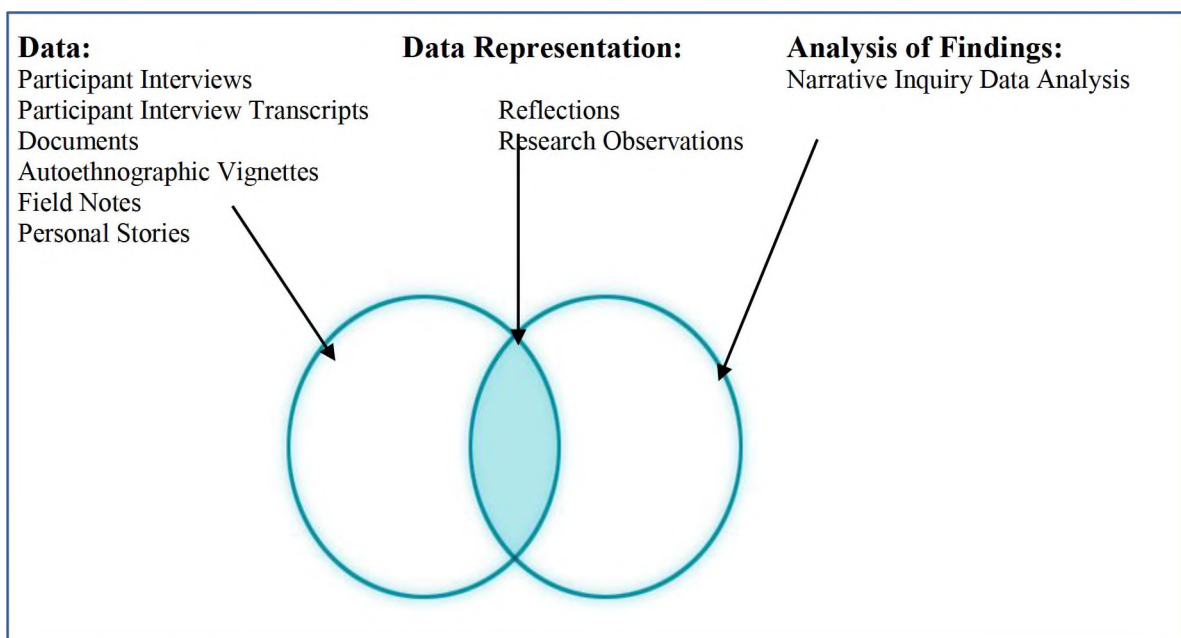 Data:
Participant Interviews
Participant Interview Transcripts
Documents
Autoethnographic Vignettes
Field Notes
Personal Stories
Data Representation:
Reflections
Research Observations
Analysis of Findings:
Narrative Inquiry Data Analysis